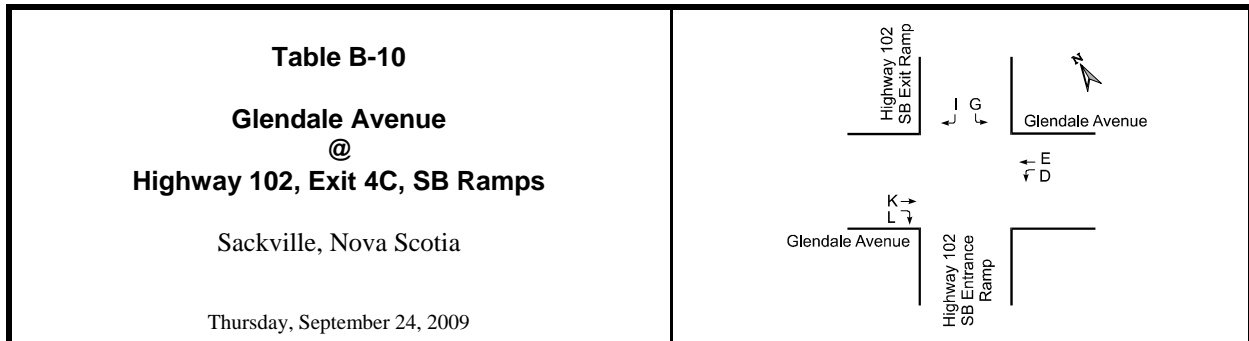 Table B-10
Glendale Avenue
@
Highway 102, Exit 4C, SB Ramps
Sackville, Nova Scotia
Thursday, September 24, 2009
Highway 102
SB Exit Ramp
N
I G
Glendale Avenue
E
D
K
L
Glendale Avenue
Highway 102
SB Entrance
Ramp